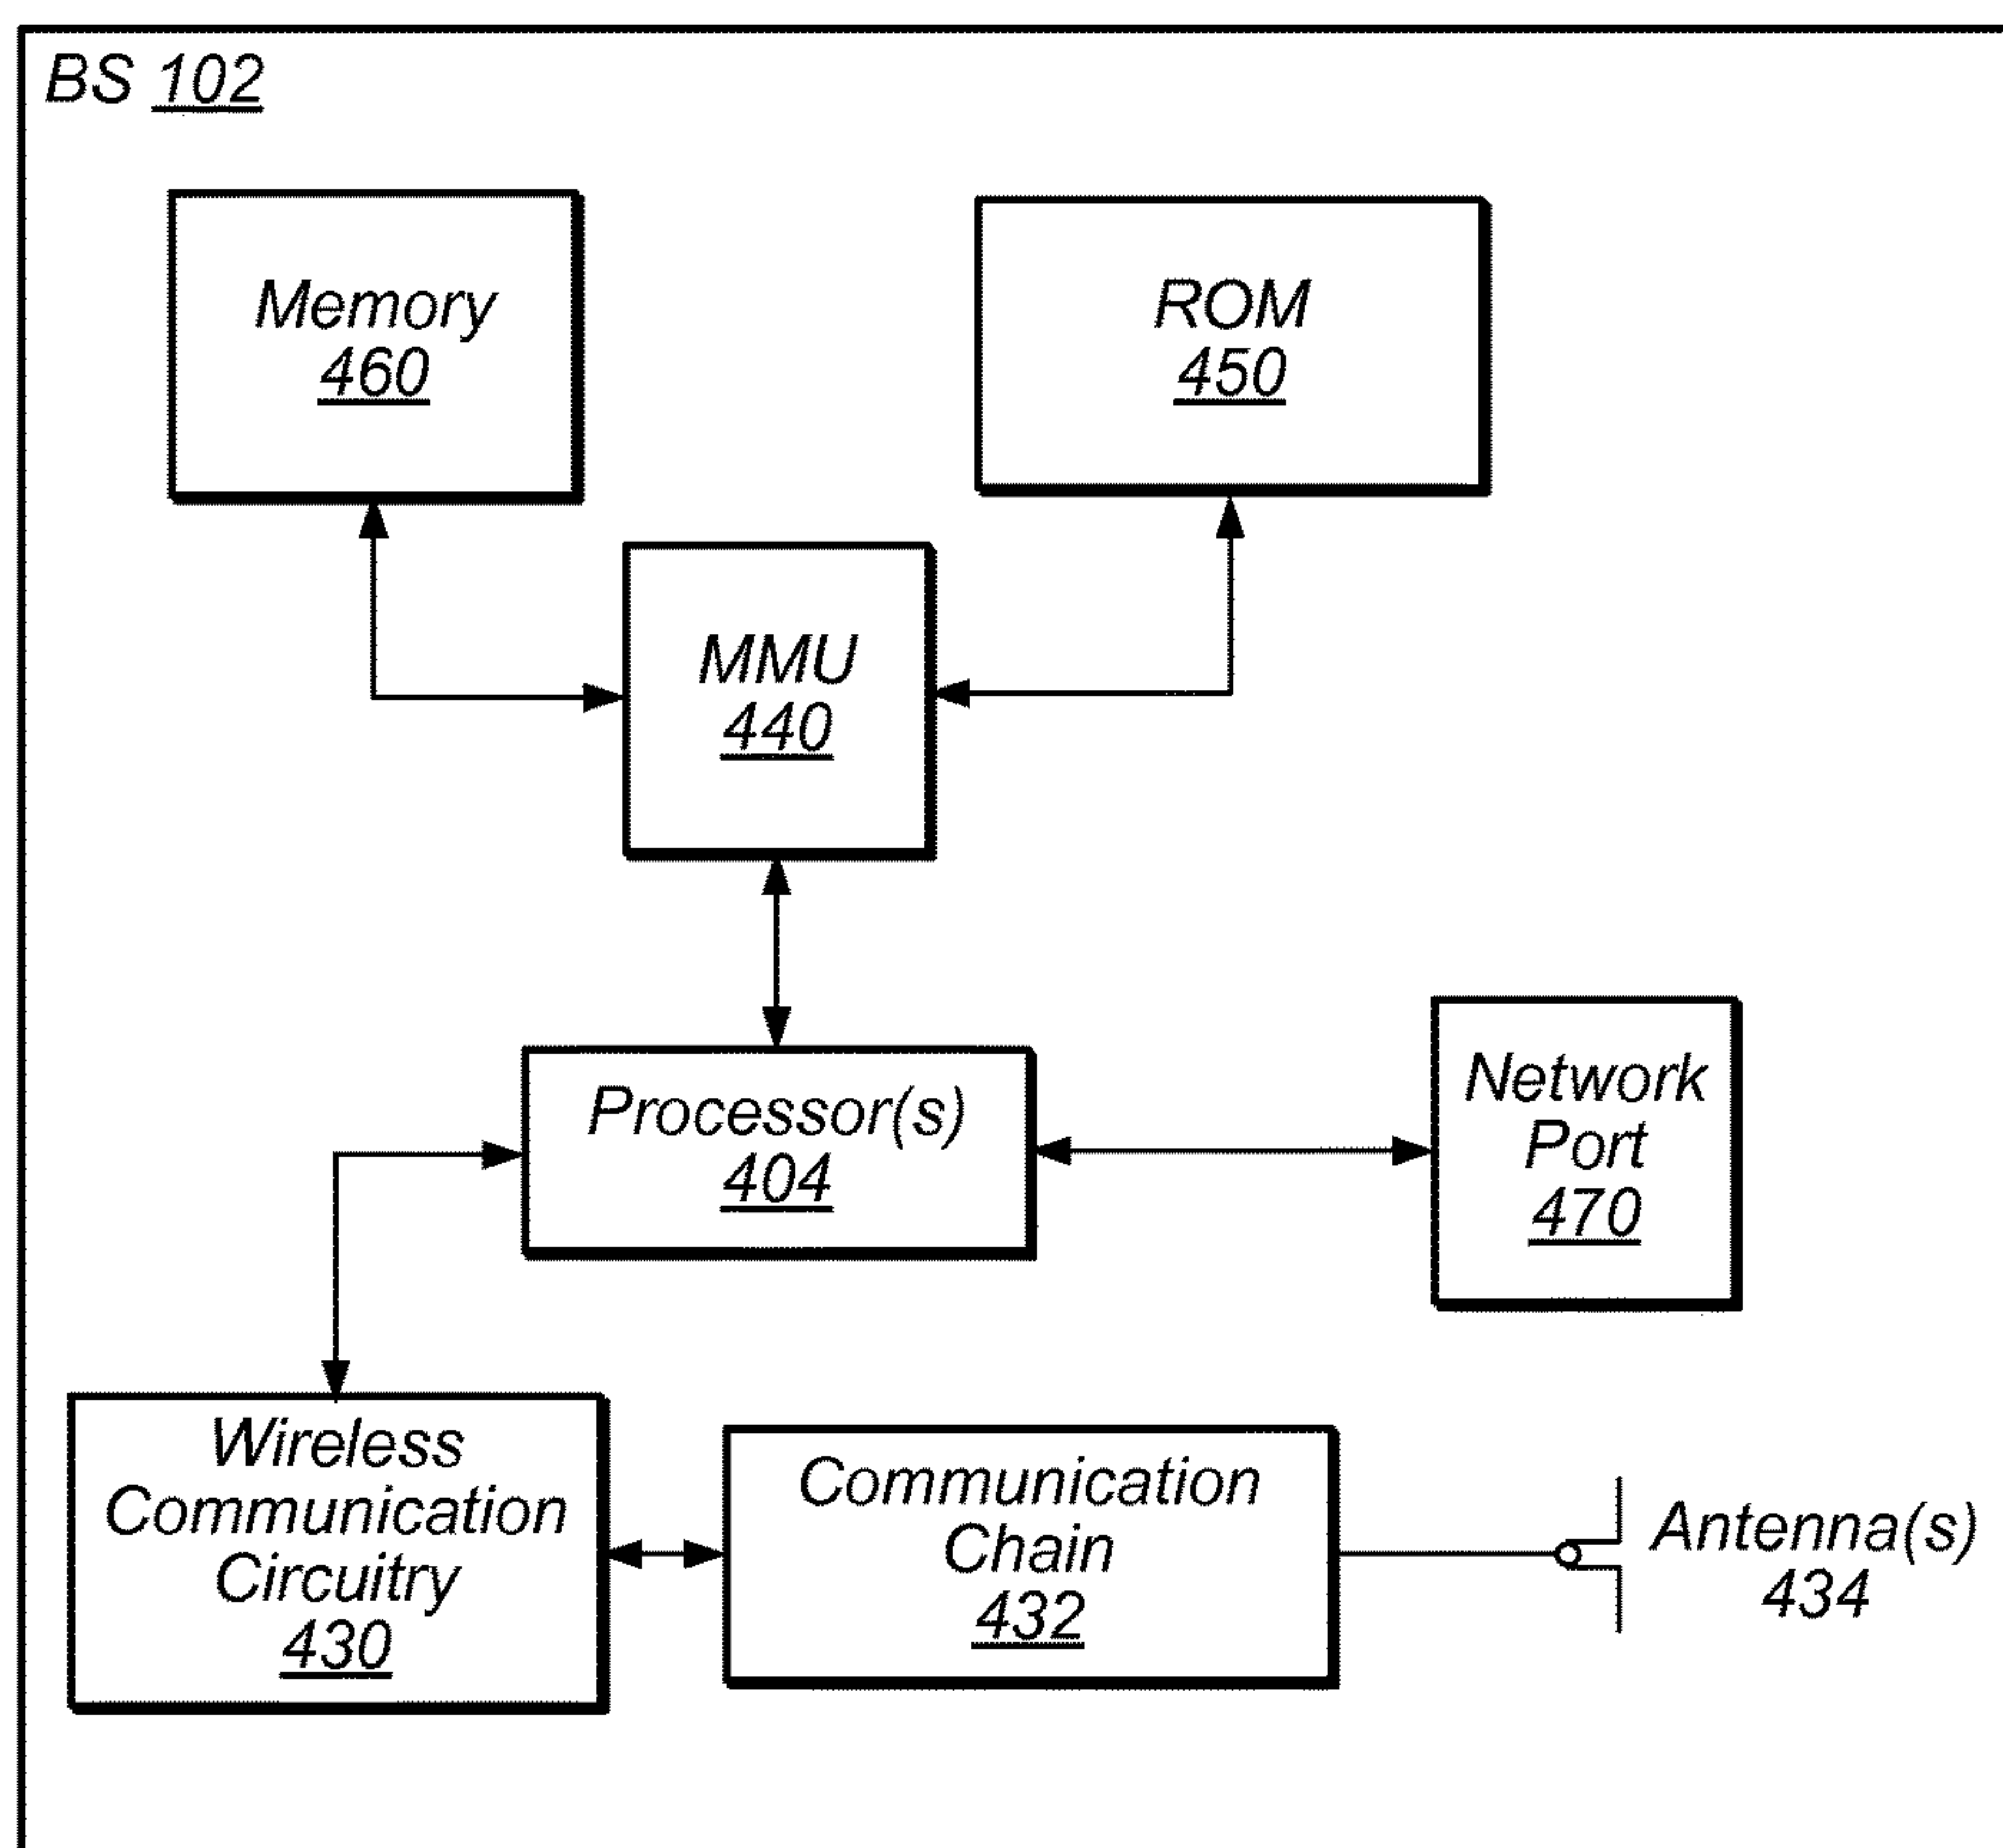 BS 102
Memory
460
ROM
450
MMU
440
Processor(s)
404
Network
Port
470
Wireless
Communication
Circuitry
430
Communication
Chain
432
Antenna(s)
434